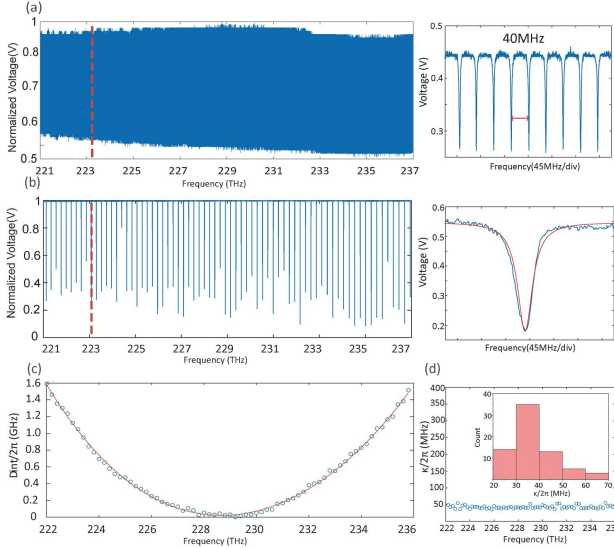 (a)
Normalized Voltage(V)
1
0.9
0.8
0.7
0.6
0.5
221 223 225 227 229 231 233 235 237
Frequency (THz)
40MHz
Voltage (V)
0.5
0.4
0.3
Frequency(45MHz/div)
(b)
Normalized Voltage(V)
1
0.8
0.6
0.4
0.2
0
221 223 225 227 229 231 233 235 237
Frequency (THz)
Voltage (V)
0.6
0.5
0.4
0.3
0.2
Frequency(45MHz/div)
(c)
Dint/2π (GHz)
1.6
1.4
1.2
1.0
0.8
0.6
0.4
0.2
0
222 224 226 228 230 232 234 236
Frequency (THz)
(d)
κ/2π (MHz)
400
350
300
250
200
150
100
50
222 224 226 228 230 232 234
Frequency (THz)
Count
40
30
20
10
20 30 40 50 60 70
κ/2π (MHz)